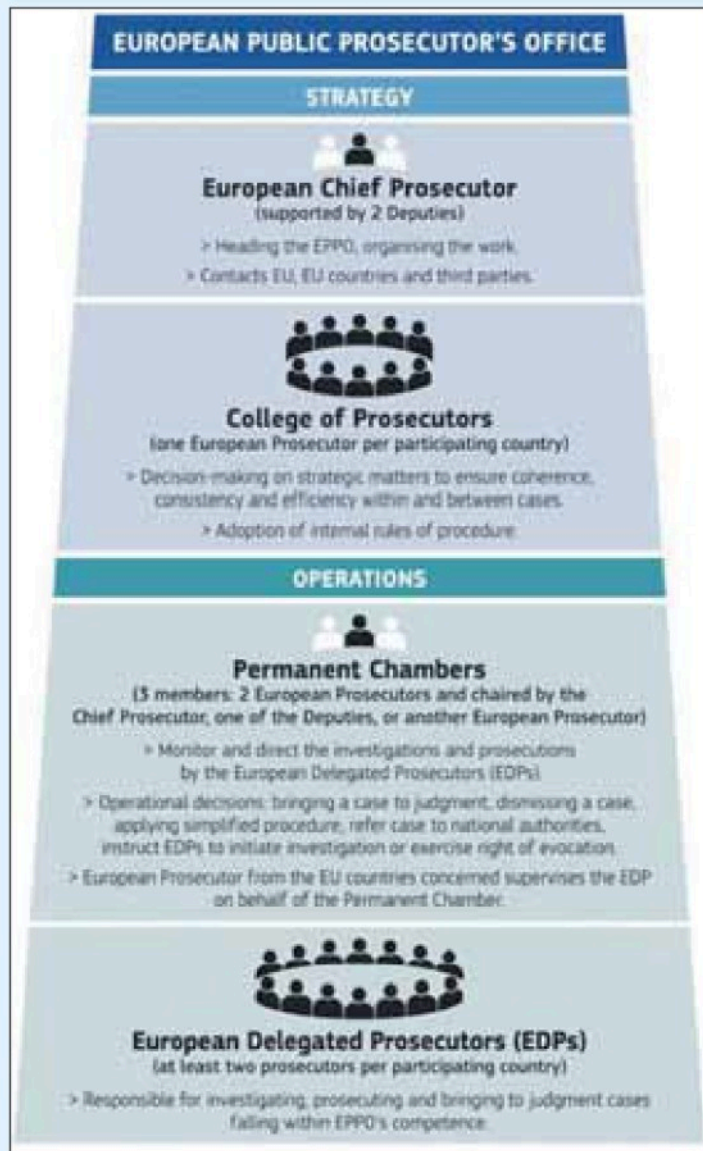 EUROPEAN PUBLIC PROSECUTOR'S OFFICE
STRATEGY
European Chief Prosecutor
(supported by 2 Deputies)
> Heading the EPPO, organising the work.
> Contacts EU, EU countries and third parties.
College of Prosecutors
(one European Prosecutor per participating country)
> Decision-making on strategic matters to ensure coherence,
consistency and efficiency within and between cases.
> Adoption of internal rules of procedure.
OPERATIONS
Permanent Chambers
(3 members: 2 European Prosecutors and chaired by the
Chief Prosecutor, one of the Deputies, or another European Prosecutor)
> Monitor and direct the investigations and prosecutions
by the European Delegated Prosecutors (EDPs)
> Operational decisions: bringing a case to judgment, dismissing a case,
applying simplified procedure, refer case to national authorities,
instruct EDPs to initiate investigation or exercise right of evocation.
> European Prosecutor from the EU countries concerned supervises the EDP
on behalf of the Permanent Chamber.
European Delegated Prosecutors (EDPs)
(at least two prosecutors per participating country)
> Responsible for investigating, prosecuting and bringing to judgment cases
falling within EPPO's competence.